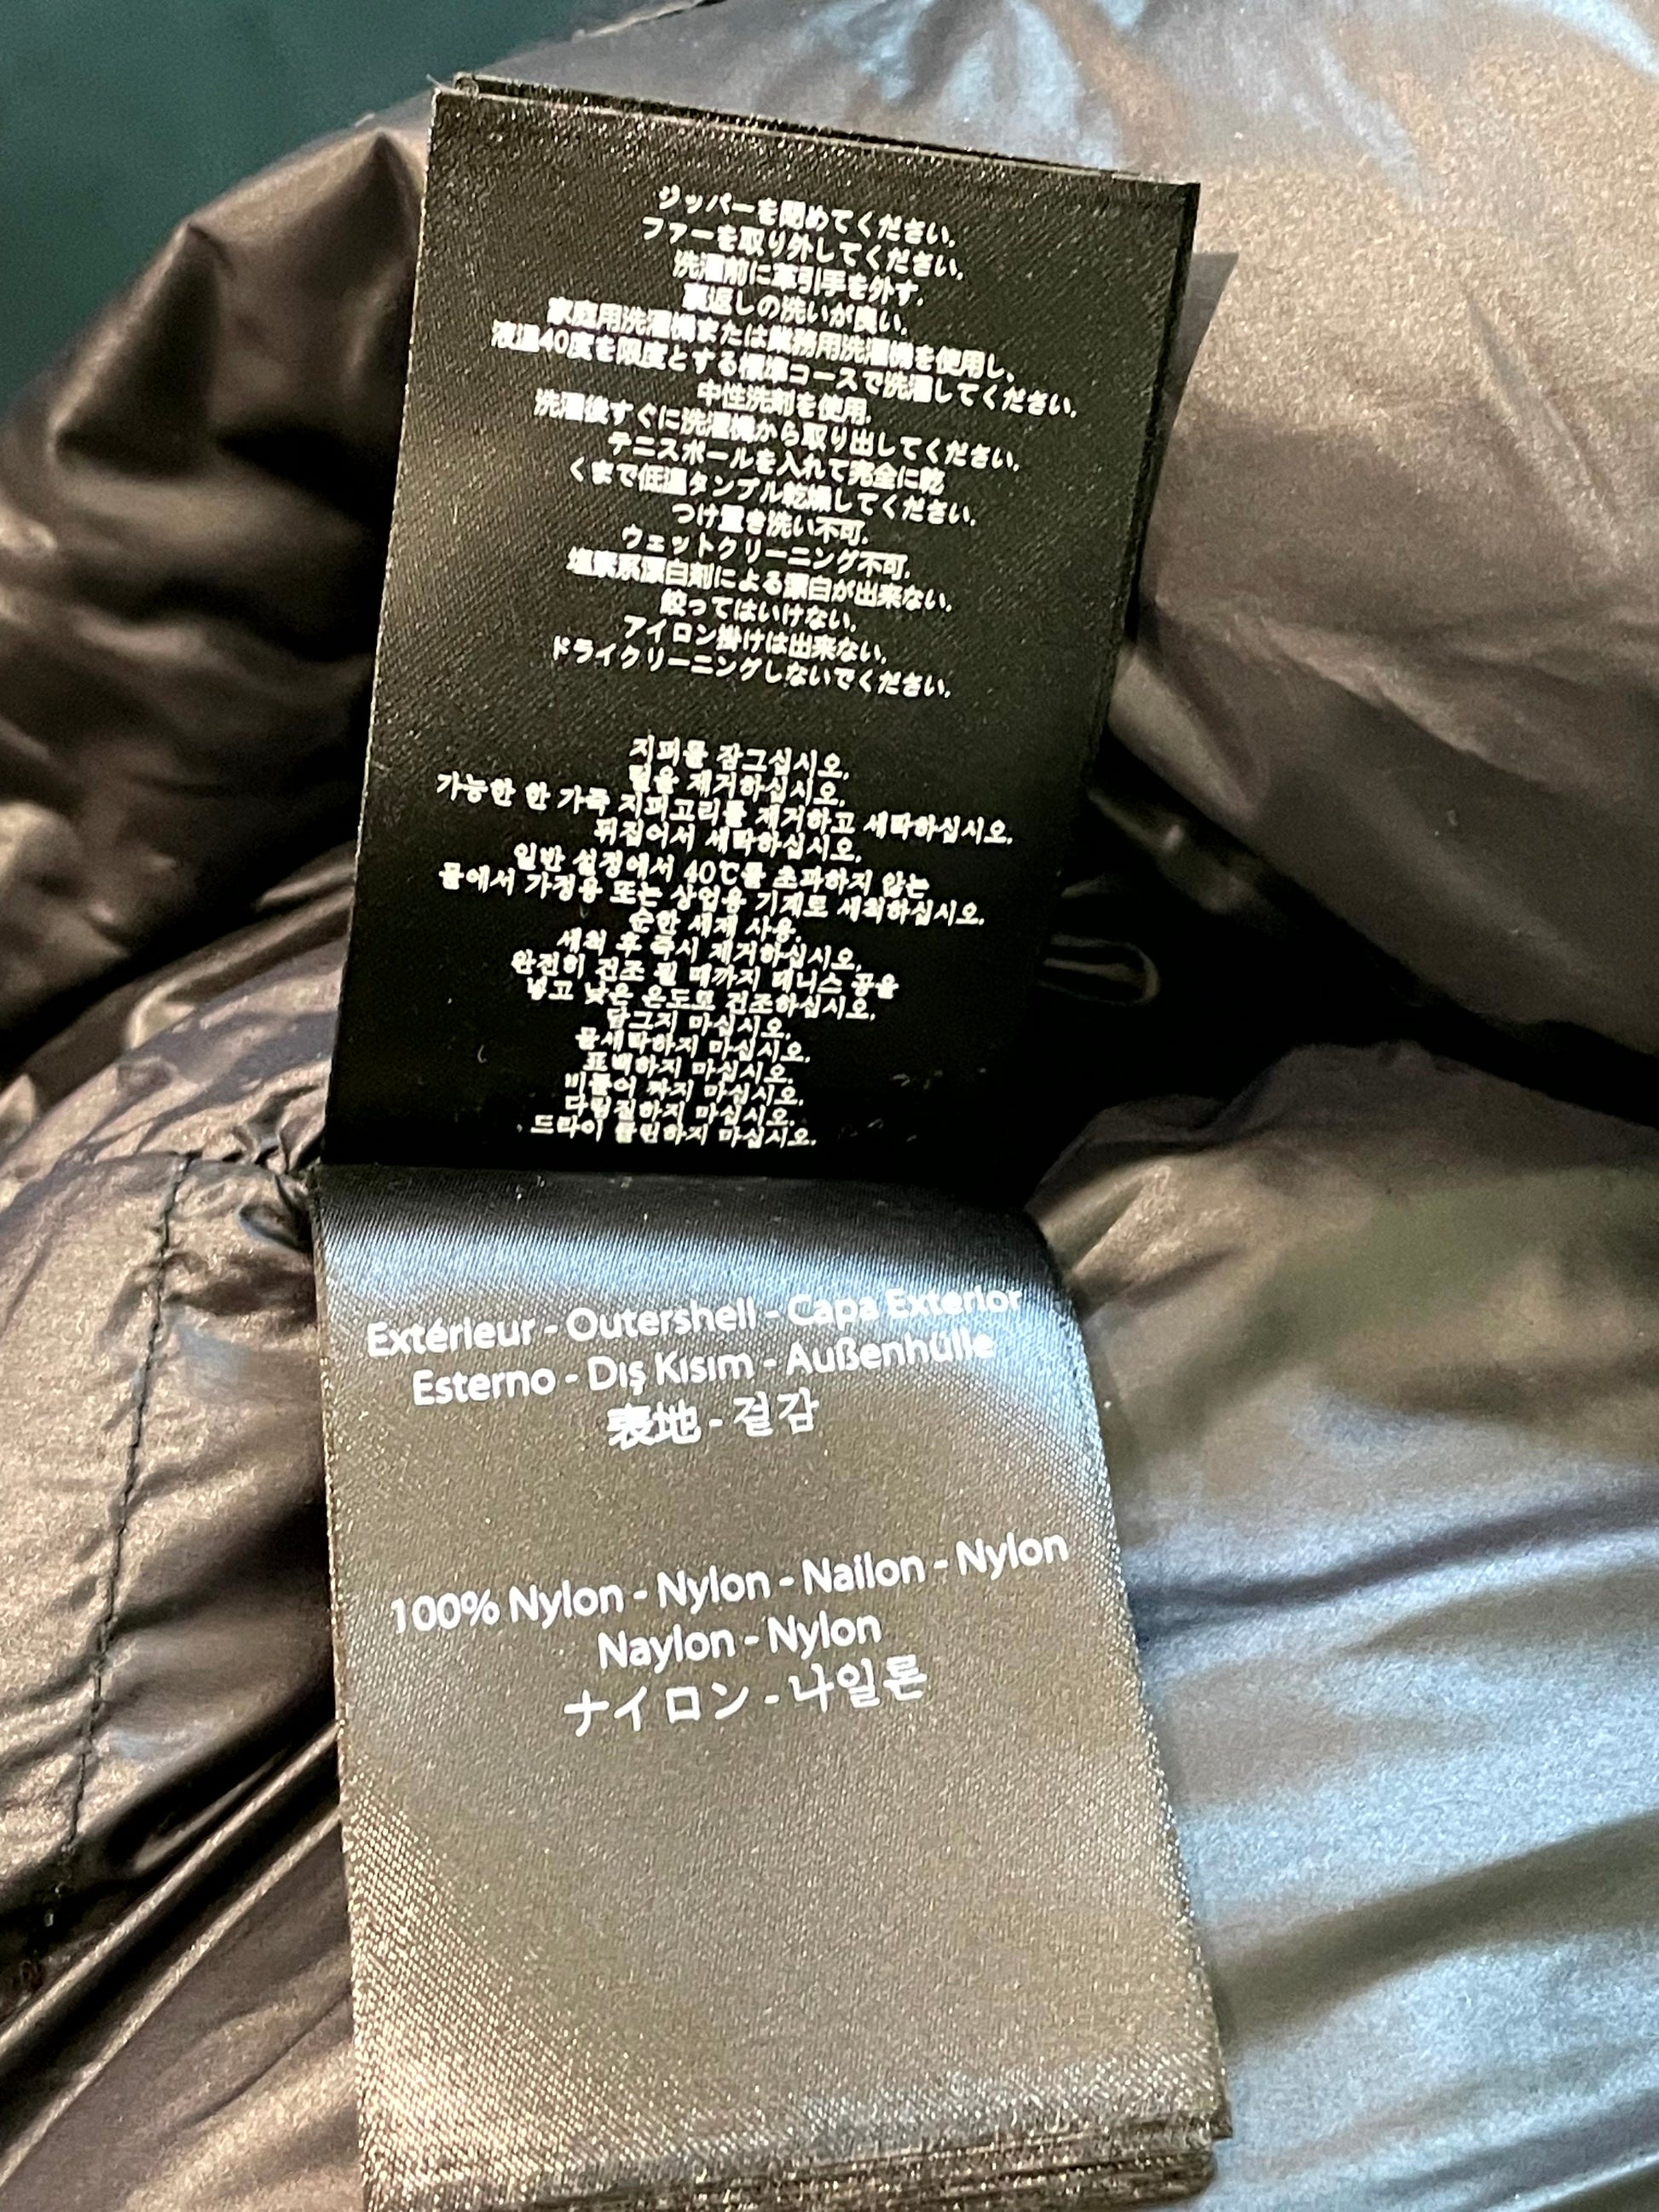 ジッパーを閉めてください.
ファーを取り外してください.
洗濯前に革引手を外す.
裏返しの洗いが良い.
家庭用洗濯機または業務用洗濯機を使用し、
液温40度を限度とする標準コースで洗濯してください.
中性洗剤を使用.
洗濯後すぐに洗濯機から取り出してください.
テニスボールを入れて完全に乾
くまで低温タンブル乾燥してください.
つけ置き洗い不可.
ウェットクリーニング不可.
塩素系漂白剤による漂白が出来ない.
絞ってはいけない.
アイロン掛けは出来ない.
ドライクリーニングしないでください.
지퍼를 잠그십시오.
털을 제거하십시오.
가능한 한 가죽 지퍼고리를 제거하고 세탁하십시오.
뒤집어서 세탁하십시오.
일반 설정에서 40℃를 초과하지 않는
물에서 가정용 또는 상업용 기계로 세척하십시오.
순한 세제 사용.
세척 후 즉시 제거하십시오.
완전히 건조 될 때까지 테니스 공을
넣고 낮은 온도로 건조하십시오.
담그지 마십시오.
물세탁하지 마십시오.
표백하지 마십시오.
비틀어 짜지 마십시오.
다림질하지 마십시오.
드라이 클린하지 마십시오.
Extérieur - Outershell - Capa Exterior
Esterno - Dış Kısım - Außenhülle
表地 - 겉감
100% Nylon - Nylon - Nailon - Nylon
Naylon - Nylon
ナイロン - 나일론